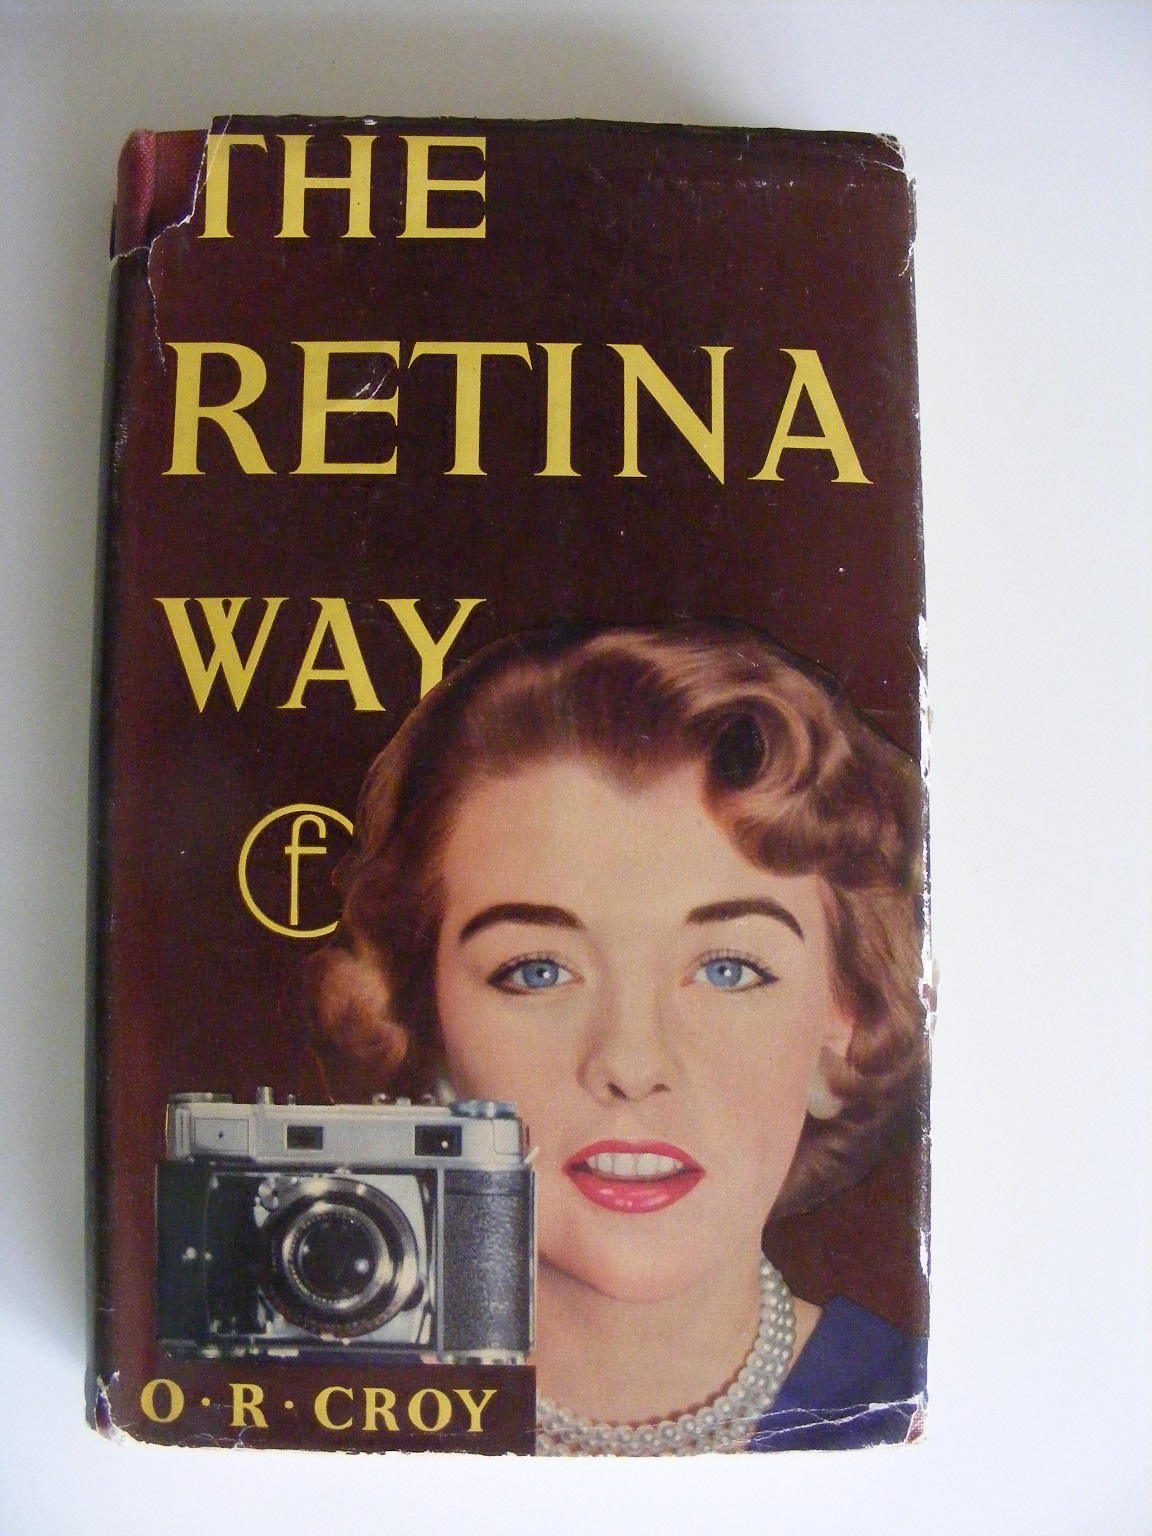 THE
RETINA
WAY
f
O·R·CROY